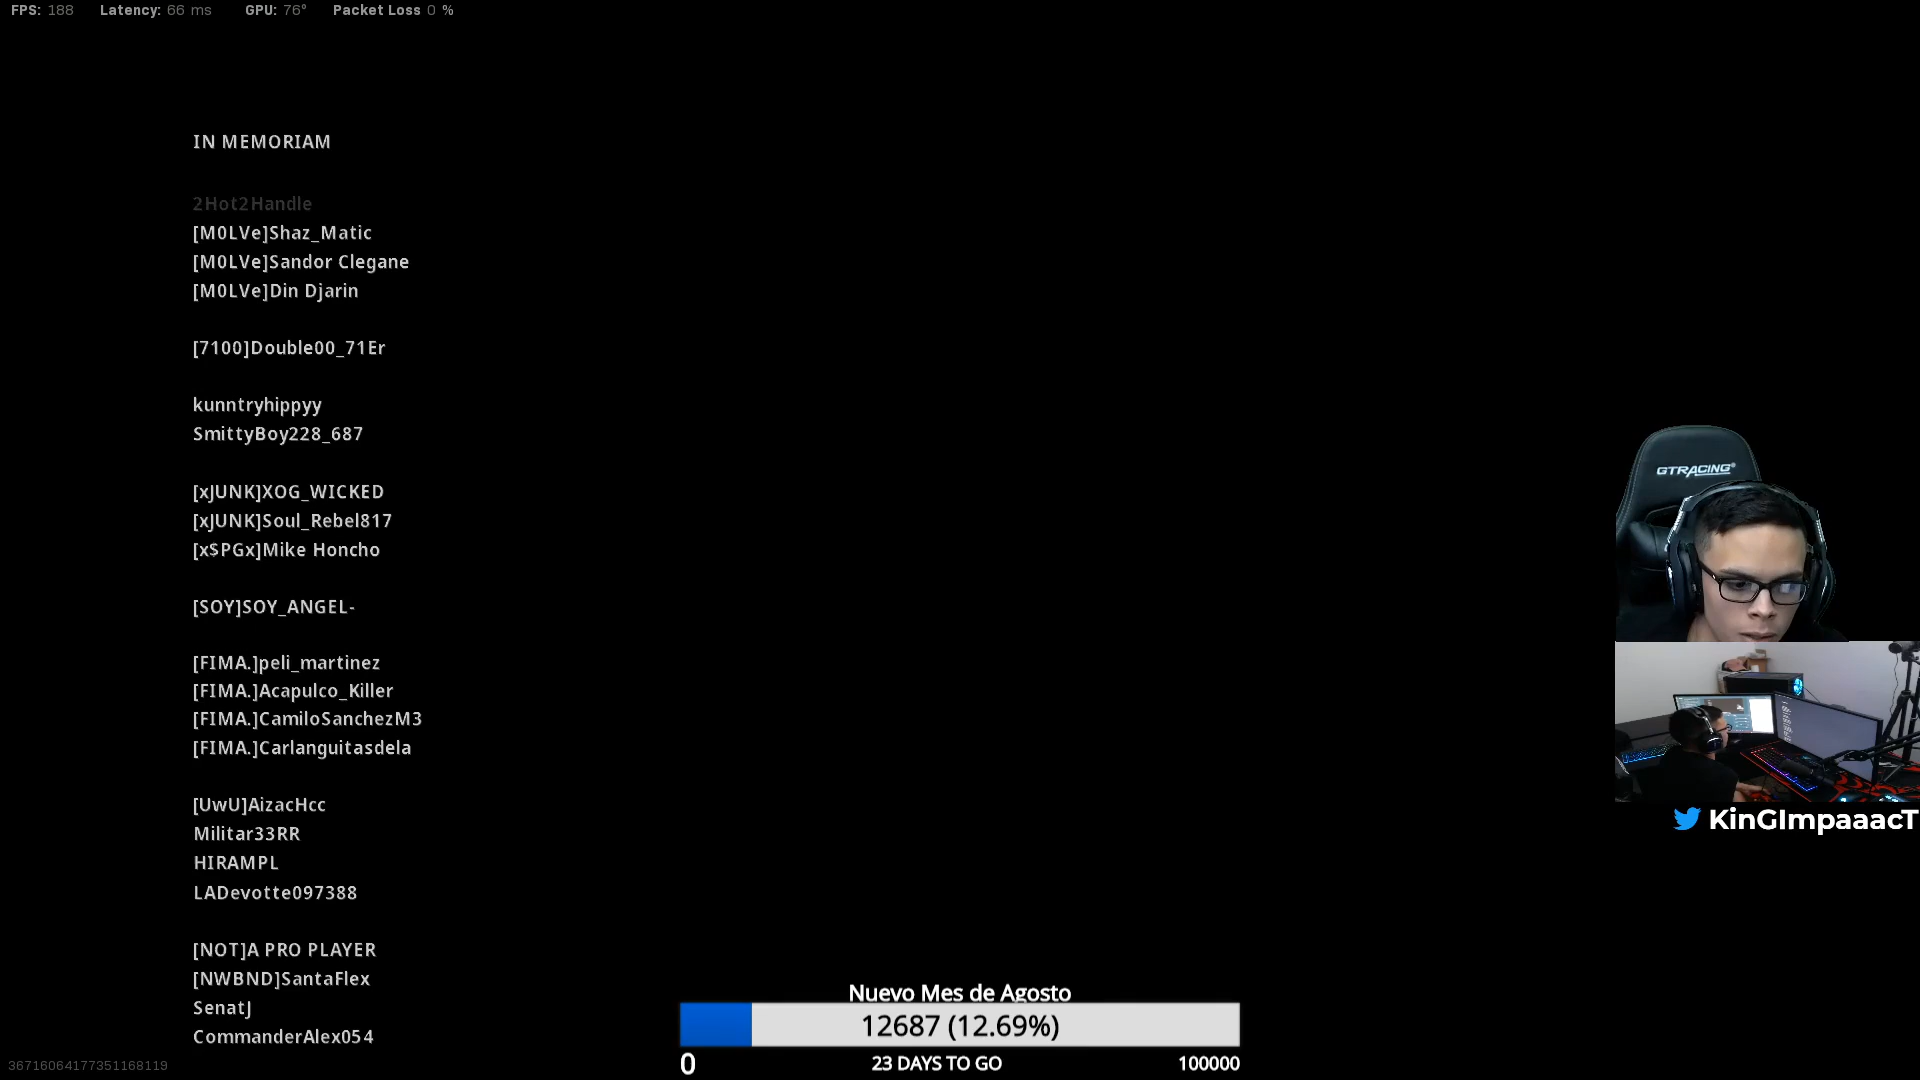 FPS: 188 Latency: 66 ms GPU: 76° Packet Loss 0 %
IN MEMORIAM
2Hot2Handle
[M0LVe]Shaz_Matic
[M0LVe]Sandor Clegane
[M0LVe]Din Djarin
[7100]Double00_71Er
kunntryhippyy
SmittyBoy228_687
[xJUNK]XOG_WICKED
[xJUNK]Soul_Rebel817
[x$PGx]Mike Honcho
[SOY]SOY_ANGEL-
[FIMA.]peli_martinez
[FIMA.]Acapulco_Killer
[FIMA.]CamiloSanchezM3
[FIMA.]Carlanguitasdela
[UwU]AizacHcc
Militar33RR
HIRAMPL
LADevotte097388
[NOT]A PRO PLAYER
[NWBND]SantaFlex
SenatJ
CommanderAlex054
36716064177351168119
GTRACING®
KinGImpaaacT
Nuevo Mes de Agosto
12687 (12.69%)
0 23 DAYS TO GO 100000